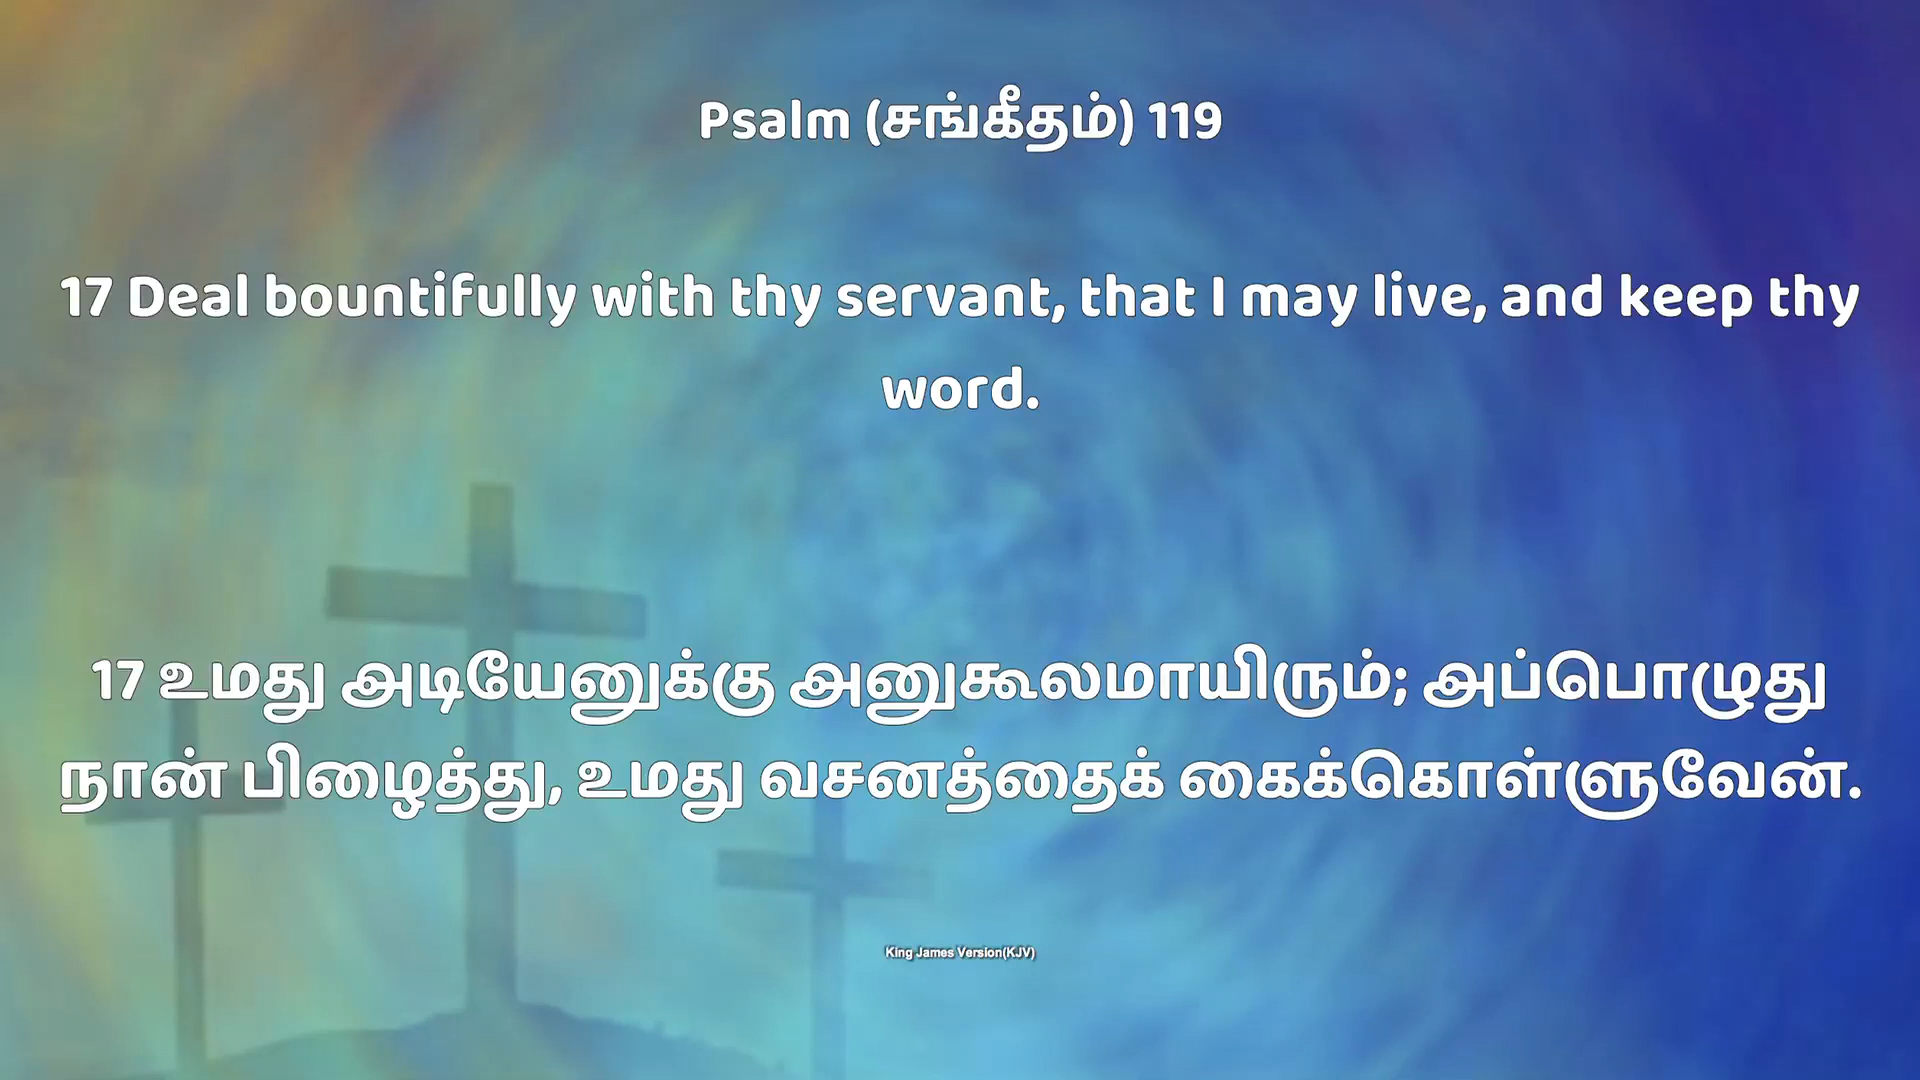 Psalm (சங்கீதம்) 119
17 Deal bountifully with thy servant, that I may live, and keep thy
word.
17 உமது அடியேனுக்கு அனுகூலமாயிரும்; அப்பொழுது
நான் பிழைத்து, உமது வசனத்தைக் கைக்கொள்ளுவேன்.
King James Version(KJV)